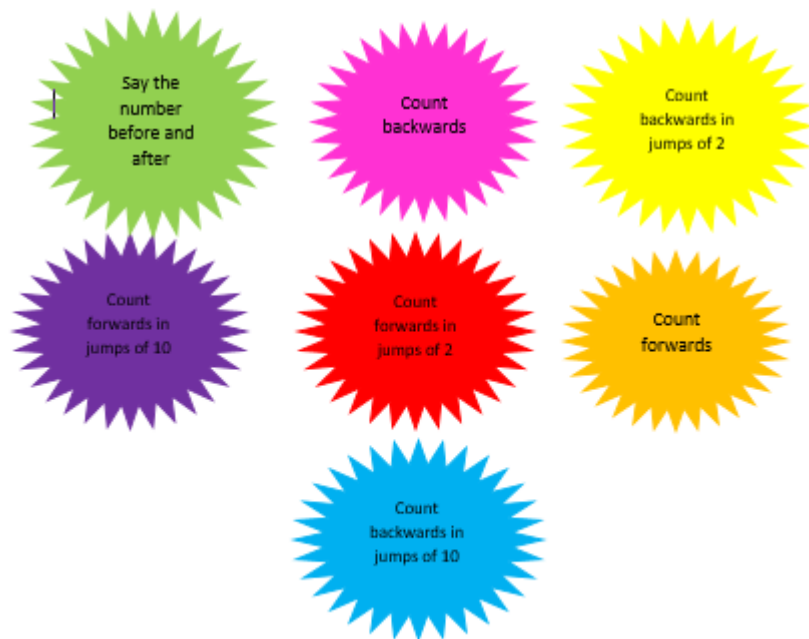 Say the
number
before and
after
Count
backwards
Count
backwards in
jumps of 2
Count
forwards in
jumps of 10
Count
forwards in
jumps of 2
Count
forwards
Count
backwards in
jumps of 10